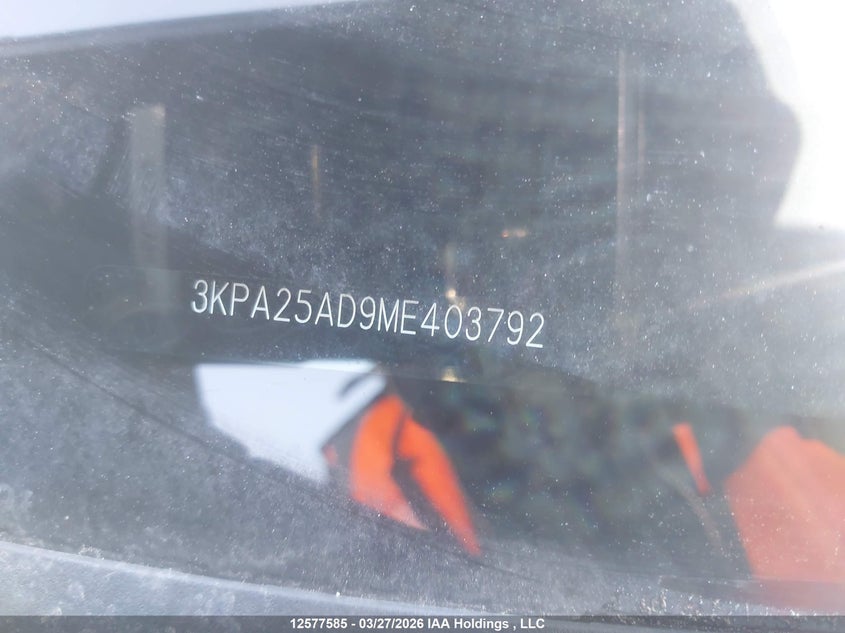 3KPA25AD9ME403792
12577585 - 03/27/2026 IAA Holdings , LLC